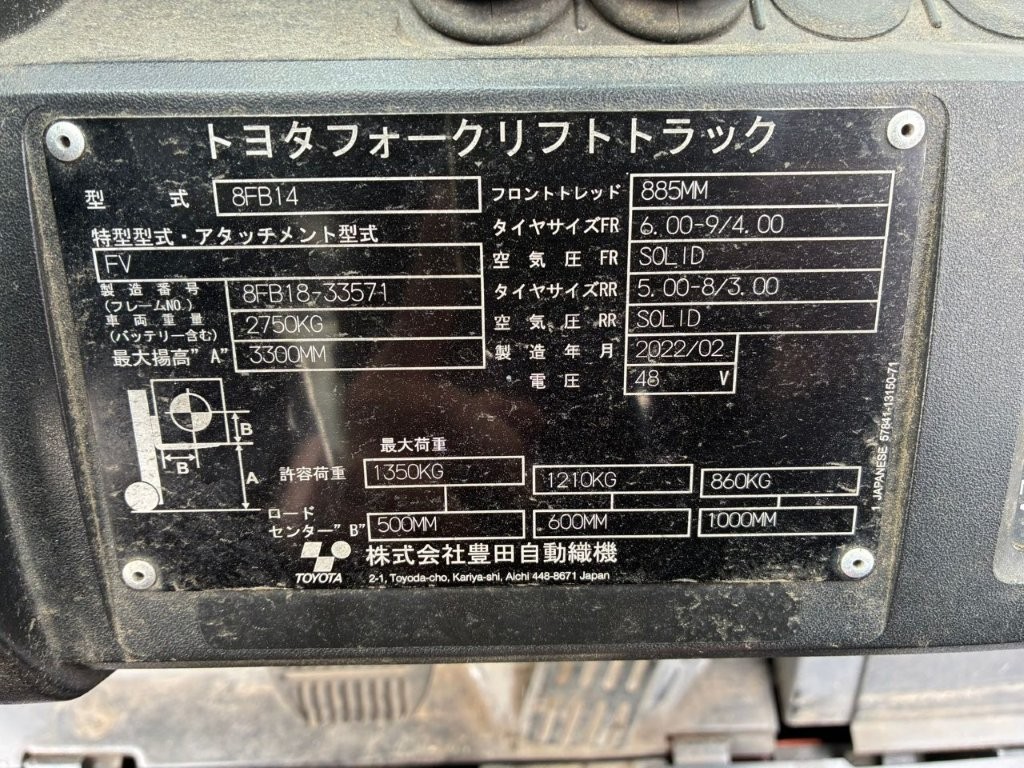 トヨタフォークリフトトラック
型式 8FB14
特型型式・アタッチメント型式
FV
製造番号 (フレームNO.) 8FB18-33571
車両重量 (バッテリー含む) 2750KG
最大揚高"A" 3300MM
フロントトレッド 885MM
タイヤサイズFR 6.00-9/4.00
空気圧FR SOLID
タイヤサイズRR 5.00-8/3.00
空気圧RR SOLID
製造年月 2022/02
電圧 48 V
B
B
A
最大荷重
許容荷重 1350KG 1210KG 860KG
ロード
センター"B" 500MM 600MM 1000MM
TOYOTA
株式会社豊田自動織機
2-1, Toyoda-cho, Kariya-shi, Aichi 448-8671 Japan
1 JAPANESE 57841-13150-71